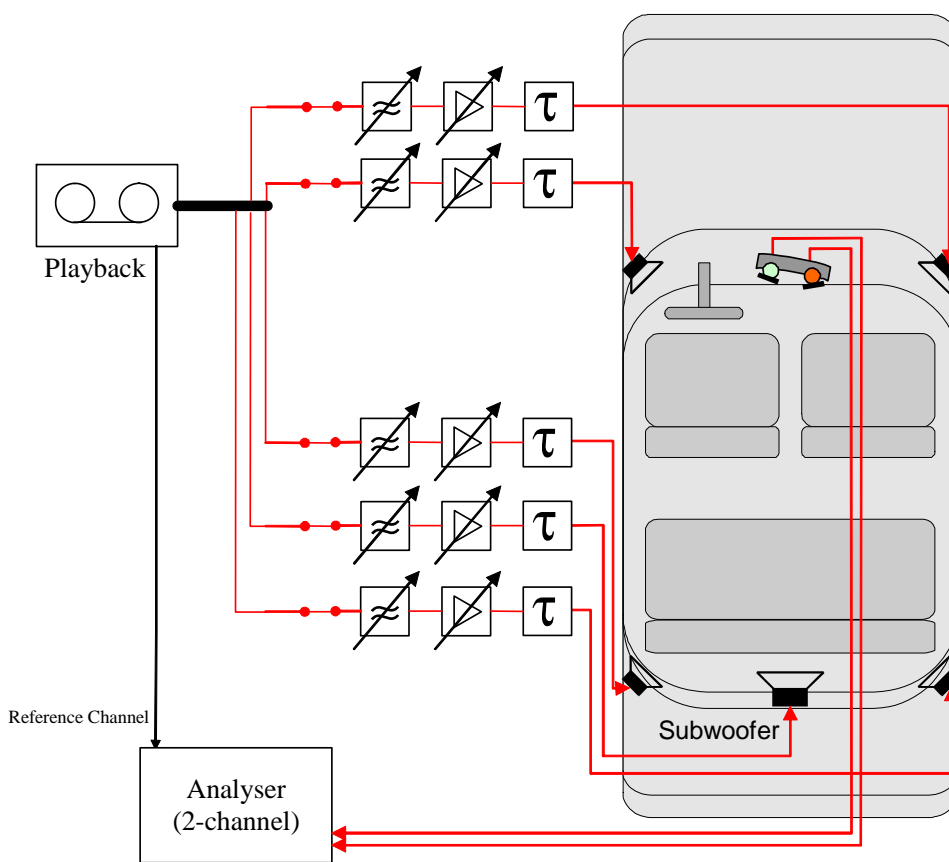 τ
τ
Playback
τ
τ
τ
Reference Channel
Subwoofer
Analyser
(2-channel)